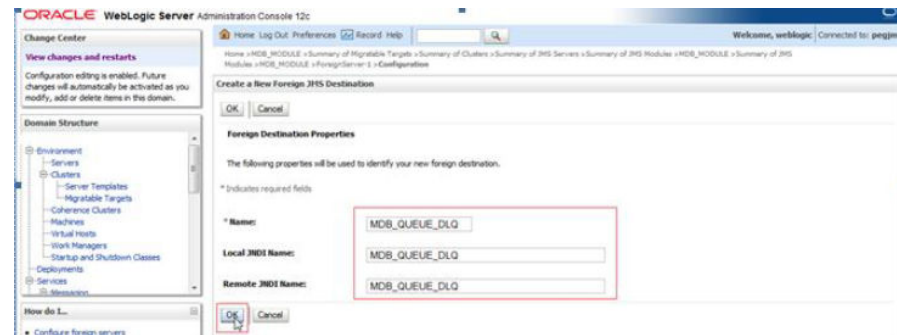 ORACLE WebLogic Server Administration Console 12c
Change Center
View changes and restarts
Configuration editing is enabled. Future
changes will automatically be activated as you
modify, add or delete items in this domain.
Domain Structure
Environment
Servers
Clusters
Server Templates
Migratable Targets
Coherence Clusters
Machines
Virtual Hosts
Work Managers
Startup and Shutdown Classes
Deployments
Services
Messaging
How do I...
Configure foreign servers
Home Log Out Preferences Record Help
Welcome, weblogic Connected to: pegjm
Home >MDB_MODULE >Summary of Migratable Targets >Summary of Clusters >Summary of JMS Servers >Summary of JMS Modules >MDB_MODULE >Summary of JMS
Modules >MDB_MODULE >ForeignServer-1 >Configuration
Create a New Foreign JMS Destination
OK Cancel
Foreign Destination Properties
The following properties will be used to identify your new foreign destination.
* Indicates required fields
* Name: MDB_QUEUE_DLQ
Local JNDI Name: MDB_QUEUE_DLQ
Remote JNDI Name: MDB_QUEUE_DLQ
OK Cancel